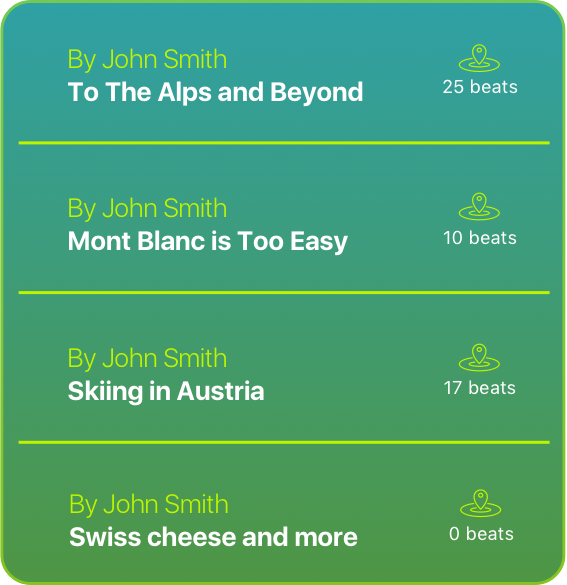 By John Smith
To The Alps and Beyond
25 beats
By John Smith
Mont Blanc is Too Easy
10 beats
By John Smith
Skiing in Austria
17 beats
By John Smith
Swiss cheese and more
0 beats